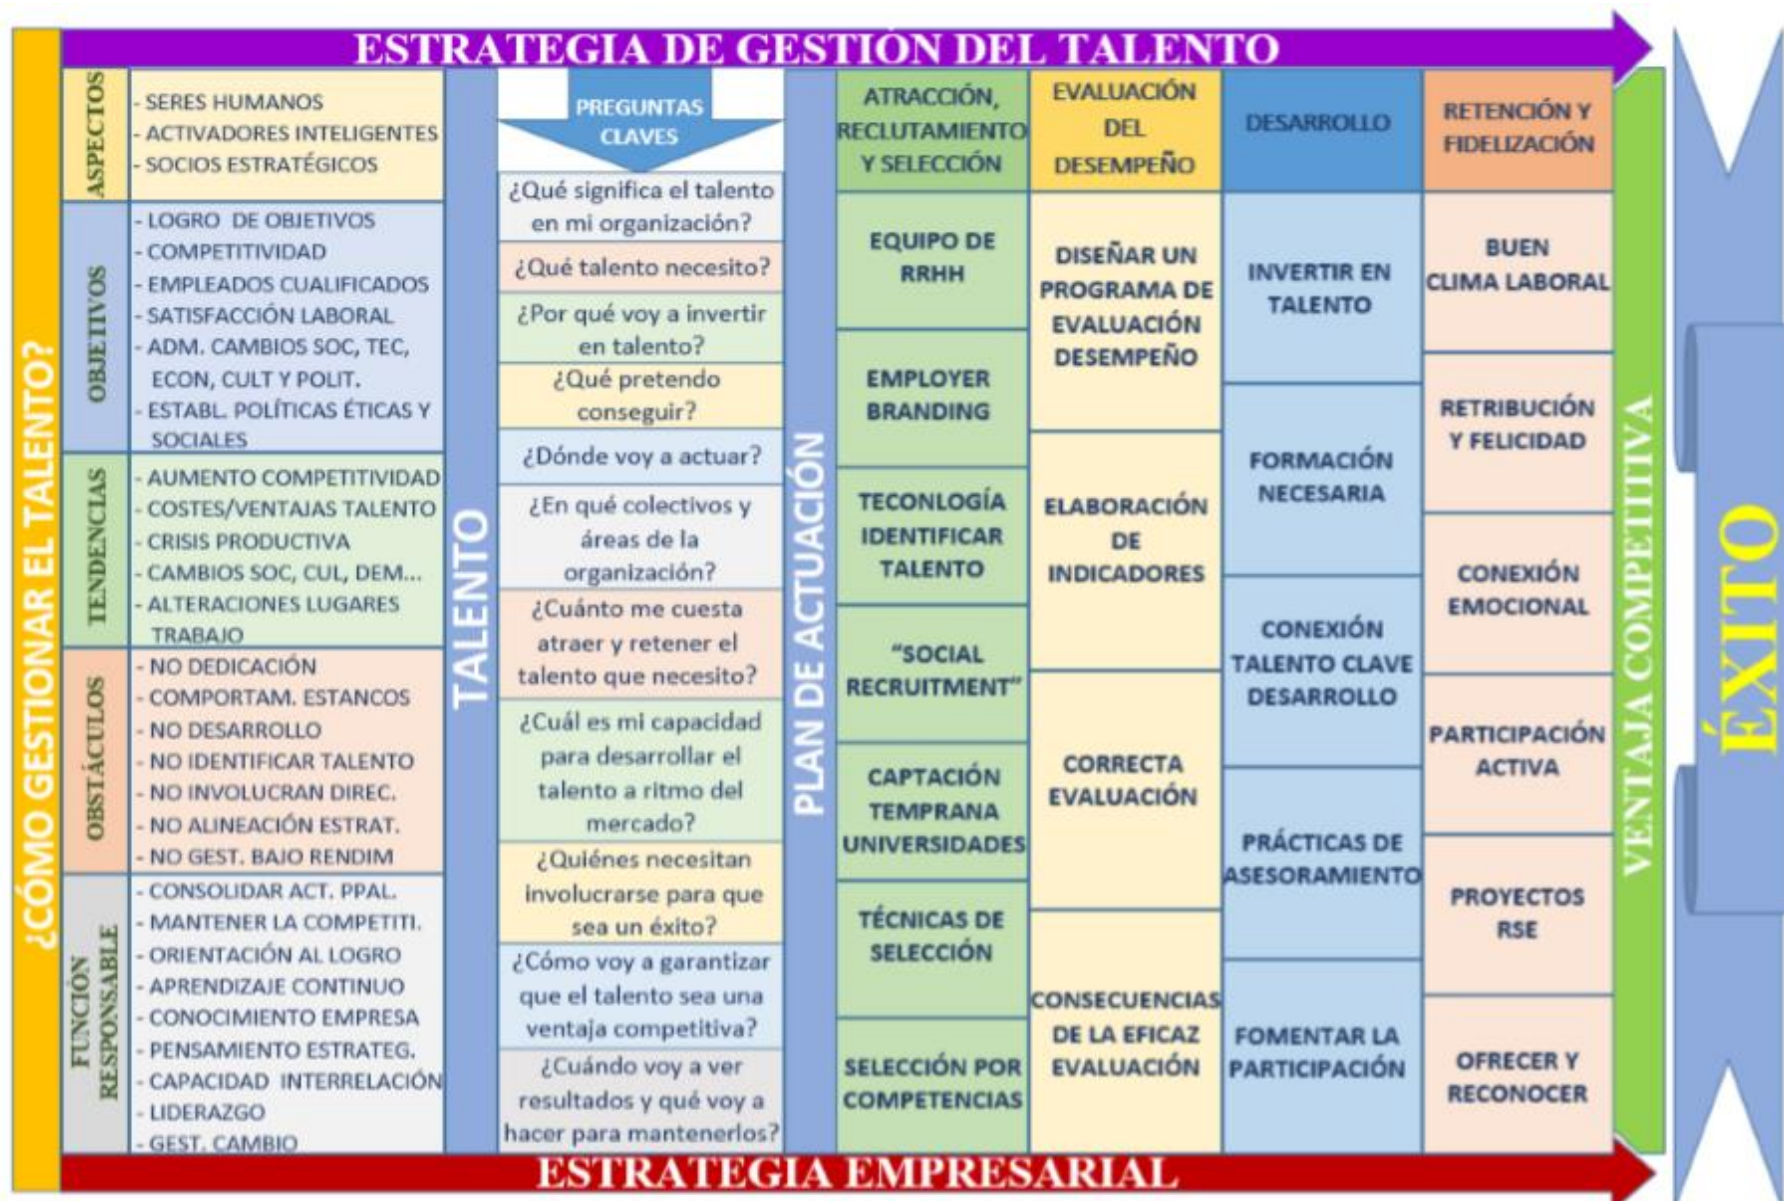 ESTRATEGIA DE GESTIÓN DEL TALENTO
¿CÓMO GESTIONAR EL TALENTO?
ASPECTOS
- SERES HUMANOS
- ACTIVADORES INTELIGENTES
- SOCIOS ESTRATÉGICOS
OBJETIVOS
- LOGRO DE OBJETIVOS
- COMPETITIVIDAD
- EMPLEADOS CUALIFICADOS
- SATISFACCIÓN LABORAL
- ADM. CAMBIOS SOC, TEC,
ECON, CULT Y POLIT.
- ESTABL. POLÍTICAS ÉTICAS Y
SOCIALES
TENDENCIAS
- AUMENTO COMPETITIVIDAD
- COSTES/VENTAJAS TALENTO
- CRISIS PRODUCTIVA
- CAMBIOS SOC, CUL, DEM...
- ALTERACIONES LUGARES
TRABAJO
OBSTÁCULOS
- NO DEDICACIÓN
- COMPORTAM. ESTANCOS
- NO DESARROLLO
- NO IDENTIFICAR TALENTO
- NO INVOLUCRAN DIREC.
- NO ALINEACIÓN ESTRAT.
- NO GEST. BAJO RENDIM
FUNCIÓN
RESPONSABLE
- CONSOLIDAR ACT. PPAL.
- MANTENER LA COMPETITI.
- ORIENTACIÓN AL LOGRO
- APRENDIZAJE CONTINUO
- CONOCIMIENTO EMPRESA
- PENSAMIENTO ESTRATEG.
- CAPACIDAD INTERRELACIÓN
- LIDERAZGO
- GEST. CAMBIO
TALENTO
PREGUNTAS
CLAVES
¿Qué significa el talento
en mi organización?
¿Qué talento necesito?
¿Por qué voy a invertir
en talento?
¿Qué pretendo
conseguir?
¿Dónde voy a actuar?
¿En qué colectivos y
áreas de la
organización?
¿Cuánto me cuesta
atraer y retener el
talento que necesito?
¿Cuál es mi capacidad
para desarrollar el
talento a ritmo del
mercado?
¿Quiénes necesitan
involucrarse para que
sea un éxito?
¿Cómo voy a garantizar
que el talento sea una
ventaja competitiva?
¿Cuándo voy a ver
resultados y qué voy a
hacer para mantenerlos?
PLAN DE ACTUACIÓN
ATRACCIÓN,
RECLUTAMIENTO
Y SELECCIÓN
EQUIPO DE
RRHH
EMPLOYER
BRANDING
TECONLOGÍA
IDENTIFICAR
TALENTO
"SOCIAL
RECRUITMENT"
CAPTACIÓN
TEMPRANA
UNIVERSIDADES
TÉCNICAS DE
SELECCIÓN
SELECCIÓN POR
COMPETENCIAS
EVALUACIÓN
DEL
DESEMPEÑO
DISEÑAR UN
PROGRAMA DE
EVALUACIÓN
DESEMPEÑO
ELABORACIÓN
DE
INDICADORES
CORRECTA
EVALUACIÓN
CONSECUENCIAS
DE LA EFICAZ
EVALUACIÓN
DESARROLLO
INVERTIR EN
TALENTO
FORMACIÓN
NECESARIA
CONEXIÓN
TALENTO CLAVE
DESARROLLO
PRÁCTICAS DE
ASESORAMIENTO
FOMENTAR LA
PARTICIPACIÓN
RETENCIÓN Y
FIDELIZACIÓN
BUEN
CLIMA LABORAL
RETRIBUCIÓN
Y FELICIDAD
CONEXIÓN
EMOCIONAL
PARTICIPACIÓN
ACTIVA
PROYECTOS
RSE
OFRECER Y
RECONOCER
VENTAJA COMPETITIVA
ÉXITO
ESTRATEGIA EMPRESARIAL